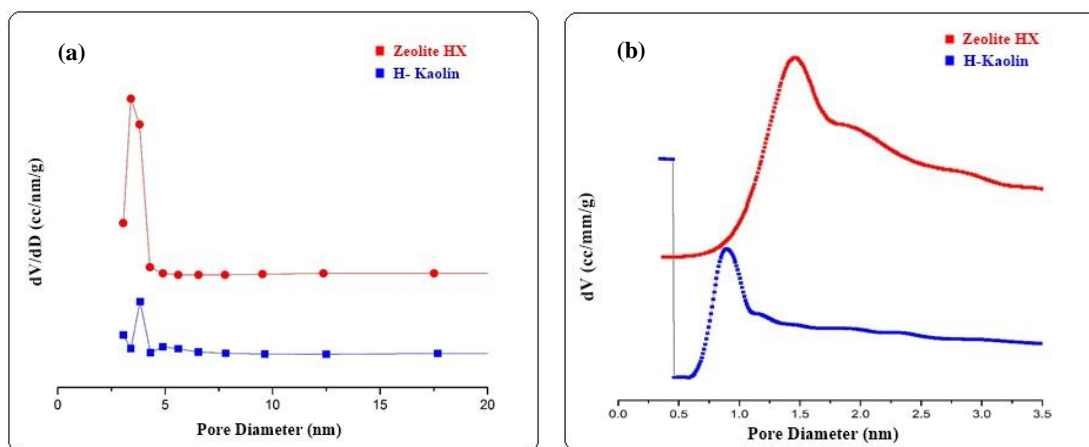 (a)
Zeolite HX
H- Kaolin
dV/dD (cc/nm/g)
0 5 10 15 20
Pore Diameter (nm)
(b)
Zeolite HX
H-Kaolin
dV (cc/mm/g)
0.0 0.5 1.0 1.5 2.0 2.5 3.0 3.5
Pore Diameter (nm)